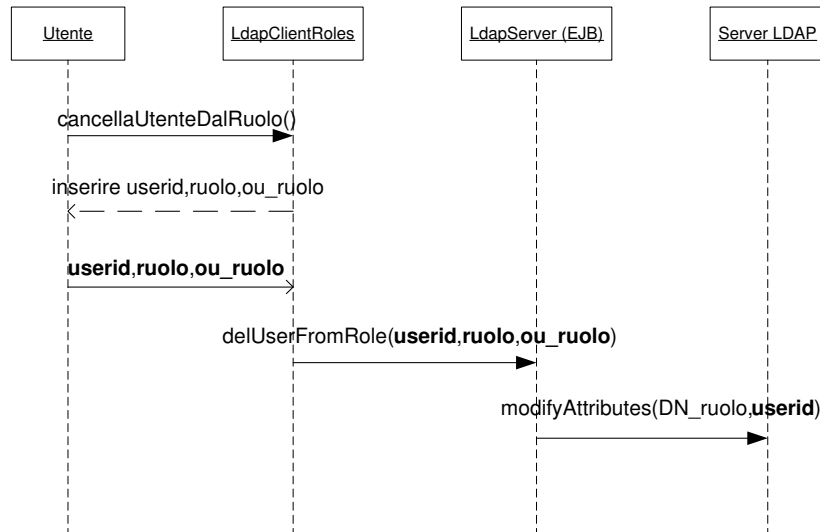 Utente
LdapClientRoles
LdapServer (EJB)
Server LDAP
cancellaUtenteDalRuolo()
inserire userid,ruolo,ou_ruolo
userid,ruolo,ou_ruolo
delUserFromRole(userid,ruolo,ou_ruolo)
modifyAttributes(DN_ruolo,userid)